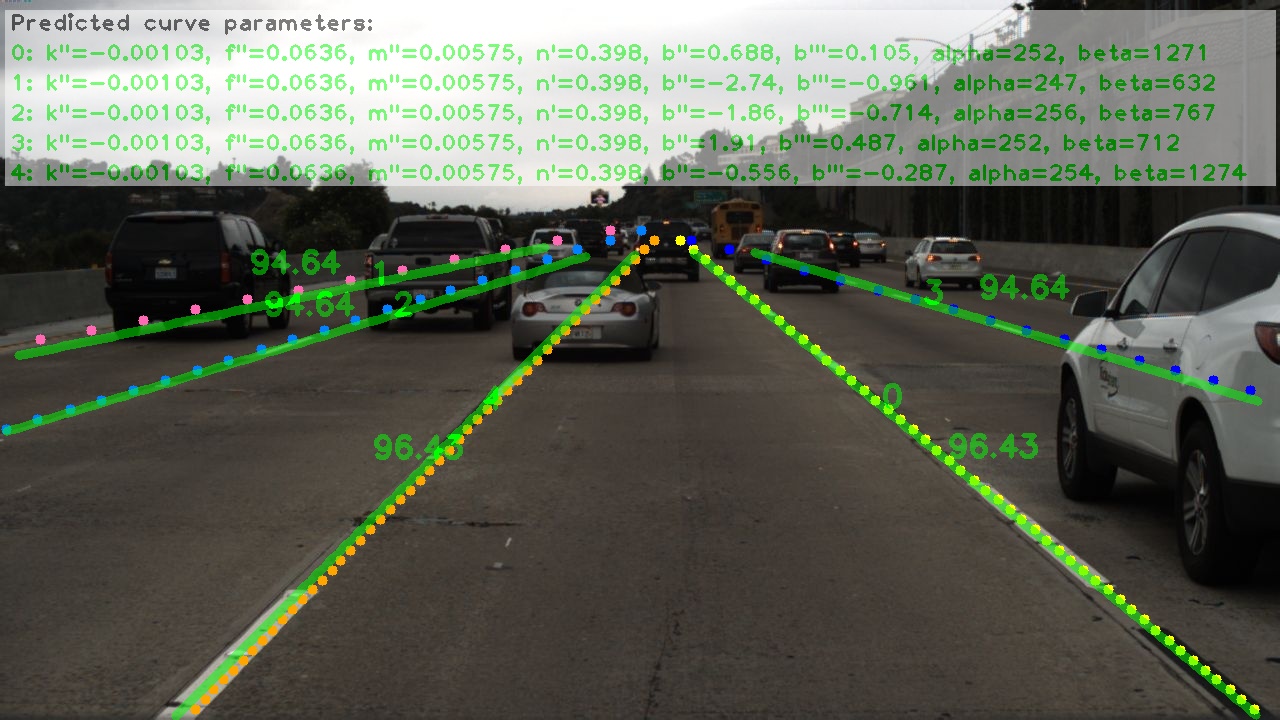 Predicted curve parameters:
0: k''=-0.00103, f''=0.0636, m''=0.00575, n'=0.398, b''=0.688, b'''=0.105, alpha=252, beta=1271
1: k''=-0.00103, f''=0.0636, m''=0.00575, n'=0.398, b''=-2.74, b'''=-0.961, alpha=247, beta=632
2: k''=-0.00103, f''=0.0636, m''=0.00575, n'=0.398, b''=-1.86, b'''=-0.714, alpha=256, beta=767
3: k''=-0.00103, f''=0.0636, m''=0.00575, n'=0.398, b''=1.91, b'''=0.487, alpha=252, beta=712
4: k''=-0.00103, f''=0.0636, m''=0.00575, n'=0.398, b''=-0.556, b'''=-0.287, alpha=254, beta=1274
94.64 1
94.64 2
3 94.64
0
96.43
96.43